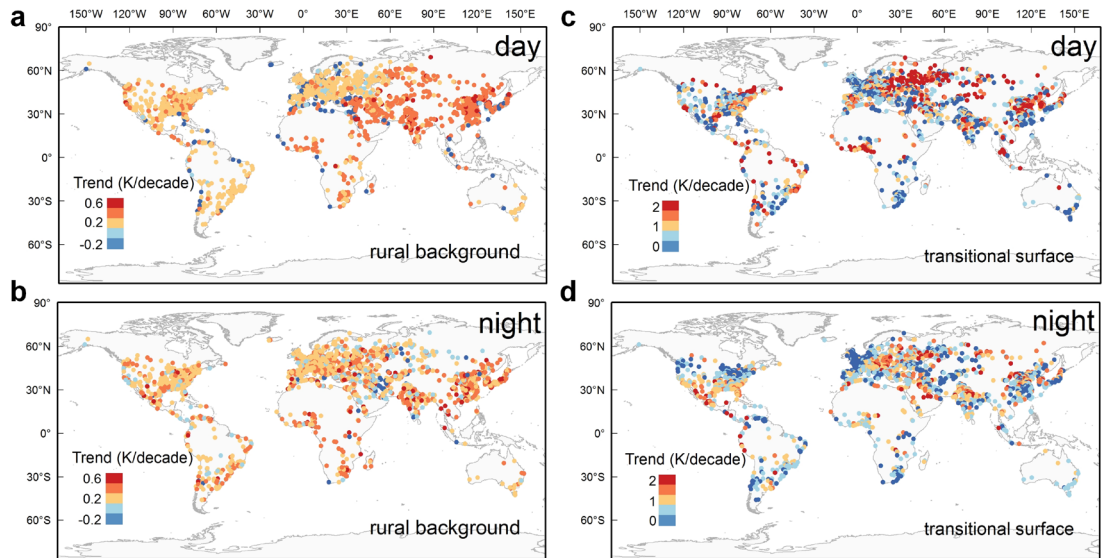 a
150°W 120°W 90°W 60°W 30°W 0° 30°E 60°E 90°E 120°E 150°E
90°
day
60°N
30°N
0°
30°S
60°S
Trend (K/decade)
0.6
0.2
-0.2
rural background
c
150°W 120°W 90°W 60°W 30°W 0° 30°E 60°E 90°E 120°E 150°E
90°
day
60°N
30°N
0°
30°S
60°S
Trend (K/decade)
2
1
0
transitional surface
b
90°
night
60°N
30°N
0°
30°S
60°S
Trend (K/decade)
0.6
0.2
-0.2
rural background
d
90°
night
60°N
30°N
0°
30°S
60°S
Trend (K/decade)
2
1
0
transitional surface